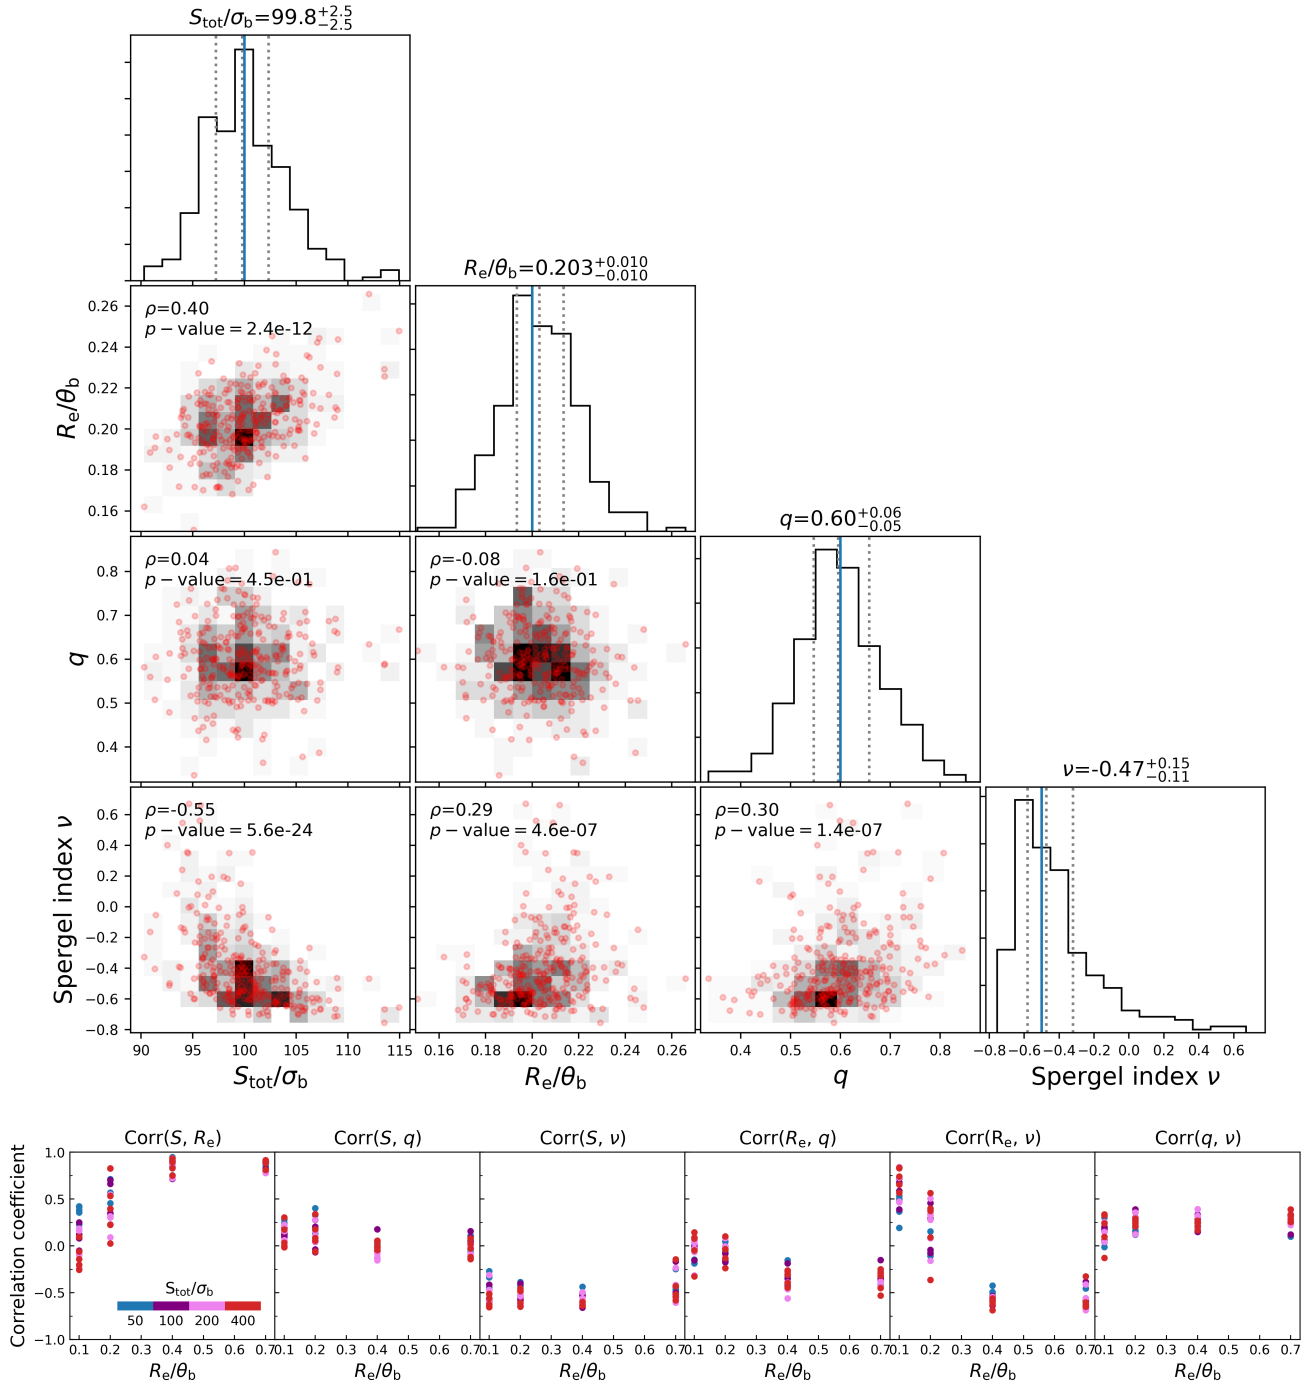 S_tot/σ_b=99.8^{+2.5}_{−2.5}
R_e/θ_b=0.203^{+0.010}_{−0.010}
0.26
0.24
0.22
0.20
0.18
0.16
R_e/θ_b
ρ=0.40
p − value = 2.4e-12
q=0.60^{+0.06}_{−0.05}
0.8
0.7
0.6
0.5
0.4
q
ρ=0.04
p − value = 4.5e-01
ρ=-0.08
p − value = 1.6e-01
ν=-0.47^{+0.15}_{−0.11}
0.6
0.4
0.2
0.0
−0.2
−0.4
−0.6
−0.8
Spergel index ν
ρ=-0.55
p − value = 5.6e-24
ρ=0.29
p − value = 4.6e-07
ρ=0.30
p − value = 1.4e-07
90 95 100 105 110 115
0.16 0.18 0.20 0.22 0.24 0.26
0.4 0.5 0.6 0.7 0.8
−0.8 −0.6 −0.4 −0.2 0.0 0.2 0.4 0.6
S_tot/σ_b
R_e/θ_b
q
Spergel index ν
Corr(S, R_e)
Corr(S, q)
Corr(S, ν)
Corr(R_e, q)
Corr(R_e, ν)
Corr(q, ν)
Correlation coefficient
1.0
0.5
0.0
−0.5
−1.0
S_tot/σ_b
50 100 200 400
0.1 0.2 0.3 0.4 0.5 0.6 0.7
0.1 0.2 0.3 0.4 0.5 0.6 0.7
0.1 0.2 0.3 0.4 0.5 0.6 0.7
0.1 0.2 0.3 0.4 0.5 0.6 0.7
0.1 0.2 0.3 0.4 0.5 0.6 0.7
0.1 0.2 0.3 0.4 0.5 0.6 0.7
R_e/θ_b
R_e/θ_b
R_e/θ_b
R_e/θ_b
R_e/θ_b
R_e/θ_b